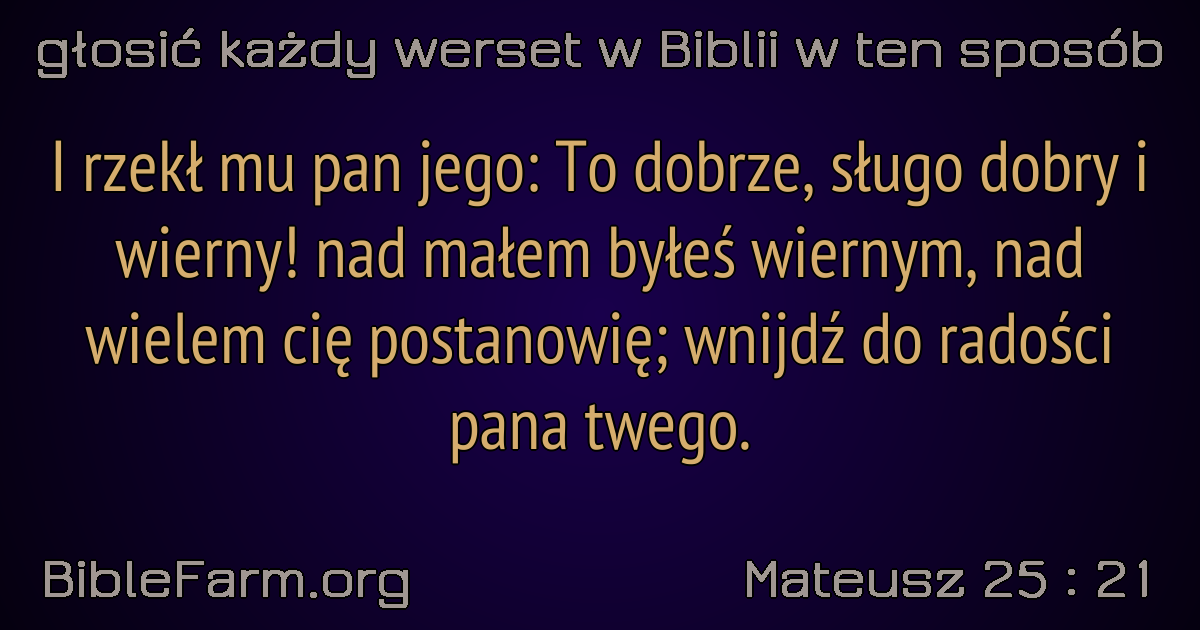 głosić każdy werset w Biblii w ten sposób
I rzekł mu pan jego: To dobrze, sługo dobry i
wierny! nad małem byłeś wiernym, nad
wielem cię postanowię; wnijdź do radości
pana twego.
BibleFarm.org
Mateusz 25 : 21